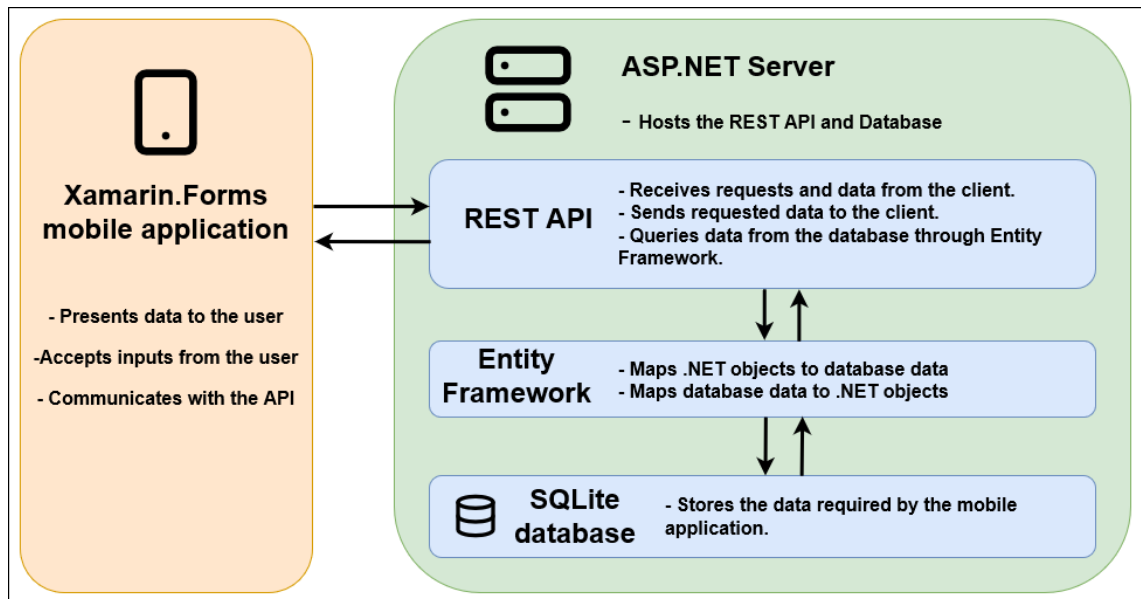 Xamarin.Forms
mobile application
- Presents data to the user
-Accepts inputs from the user
- Communicates with the API
ASP.NET Server
- Hosts the REST API and Database
REST API
- Receives requests and data from the client.
- Sends requested data to the client.
- Queries data from the database through Entity
Framework.
Entity
Framework
- Maps .NET objects to database data
- Maps database data to .NET objects
SQLite
database
- Stores the data required by the mobile
application.